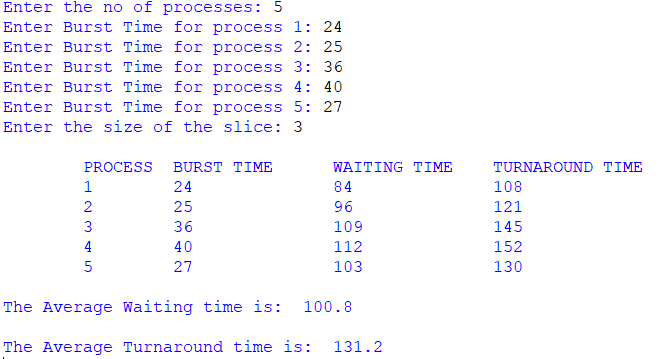 Enter the no of processes: 5
Enter Burst Time for process 1: 24
Enter Burst Time for process 2: 25
Enter Burst Time for process 3: 36
Enter Burst Time for process 4: 40
Enter Burst Time for process 5: 27
Enter the size of the slice: 3
PROCESS BURST TIME WAITING TIME TURNAROUND TIME
1 24 84 108
2 25 96 121
3 36 109 145
4 40 112 152
5 27 103 130
The Average Waiting time is: 100.8
The Average Turnaround time is: 131.2